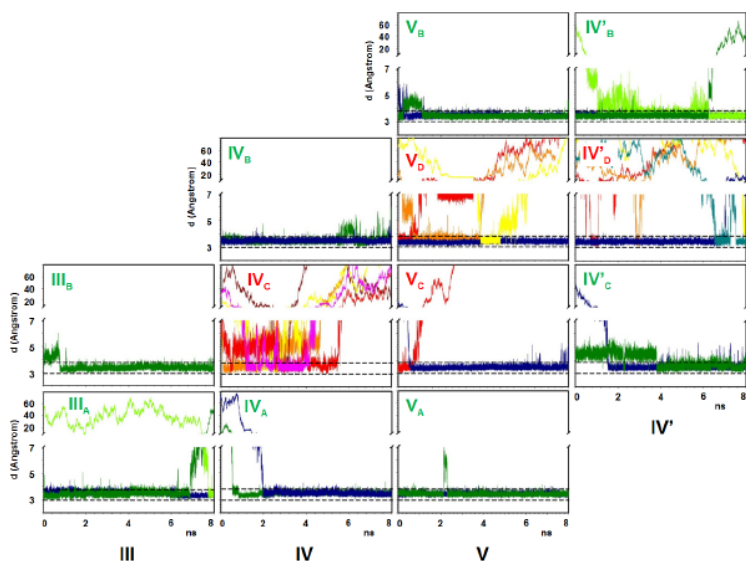 V_B IV'_B
60
40
20
d (Angstrom)
7
5
3
IV_B V_D IV'_D
60
40
20
d (Angstrom)
7
5
3
III_B IV_C V_C IV'_C
60
40
20
d (Angstrom)
7
5
3
0 2 4 6 8
ns
IV'
III_A IV_A V_A
60
40
20
d (Angstrom)
7
5
3
0 2 4 6 8 0 2 4 6 8 0 2 4 6 8
ns ns ns
III IV V